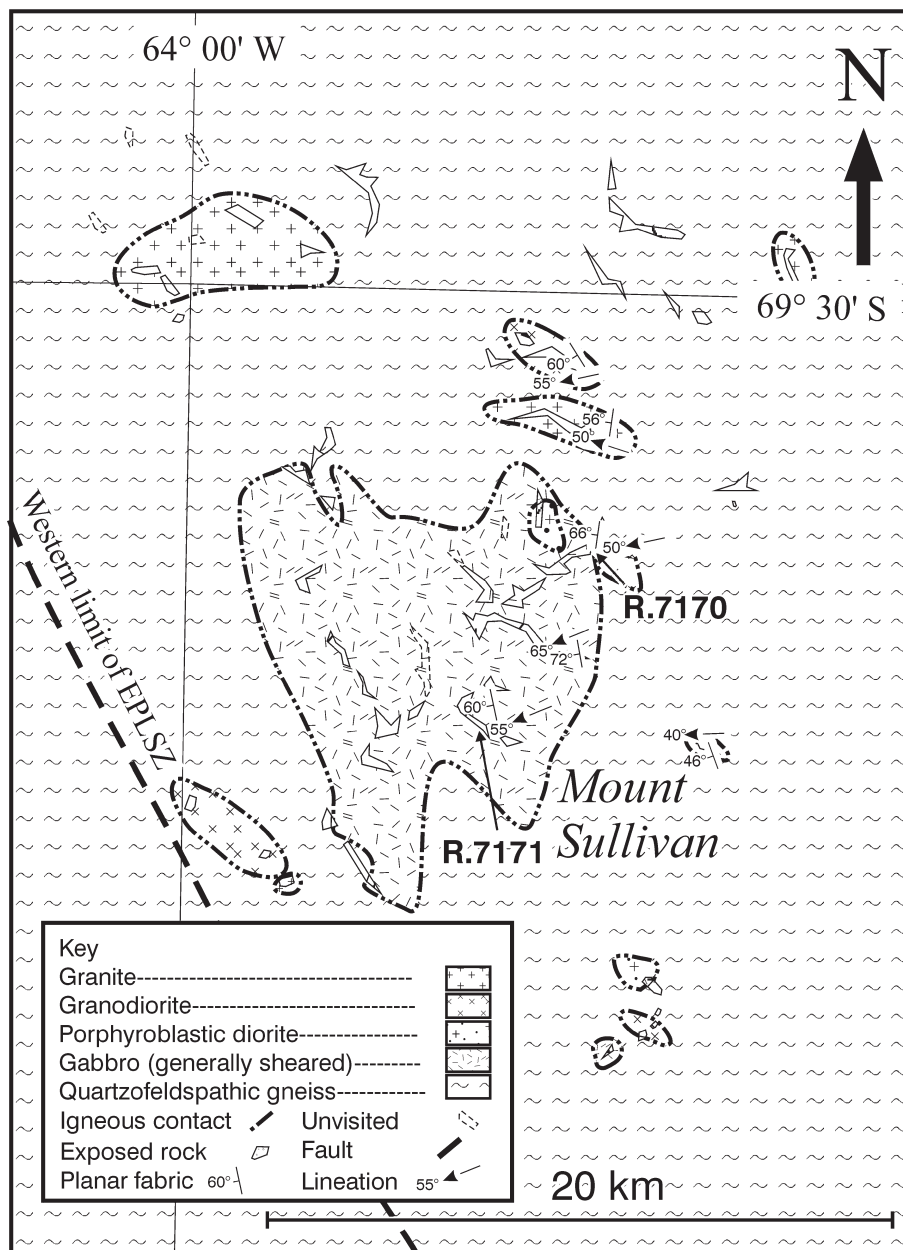 64° 00' W
N
69° 30' S
60°
55°
56°
50°
66°
50°
R.7170
65°
72°
60°
55°
40°
46°
Western limit of EPLSZ
Mount
Sullivan
R.7171
Key
Granite
Granodiorite
Porphyroblastic diorite
Gabbro (generally sheared)
Quartzofeldspathic gneiss
Igneous contact Unvisited
Exposed rock Fault
Planar fabric 60° Lineation 55°
20 km